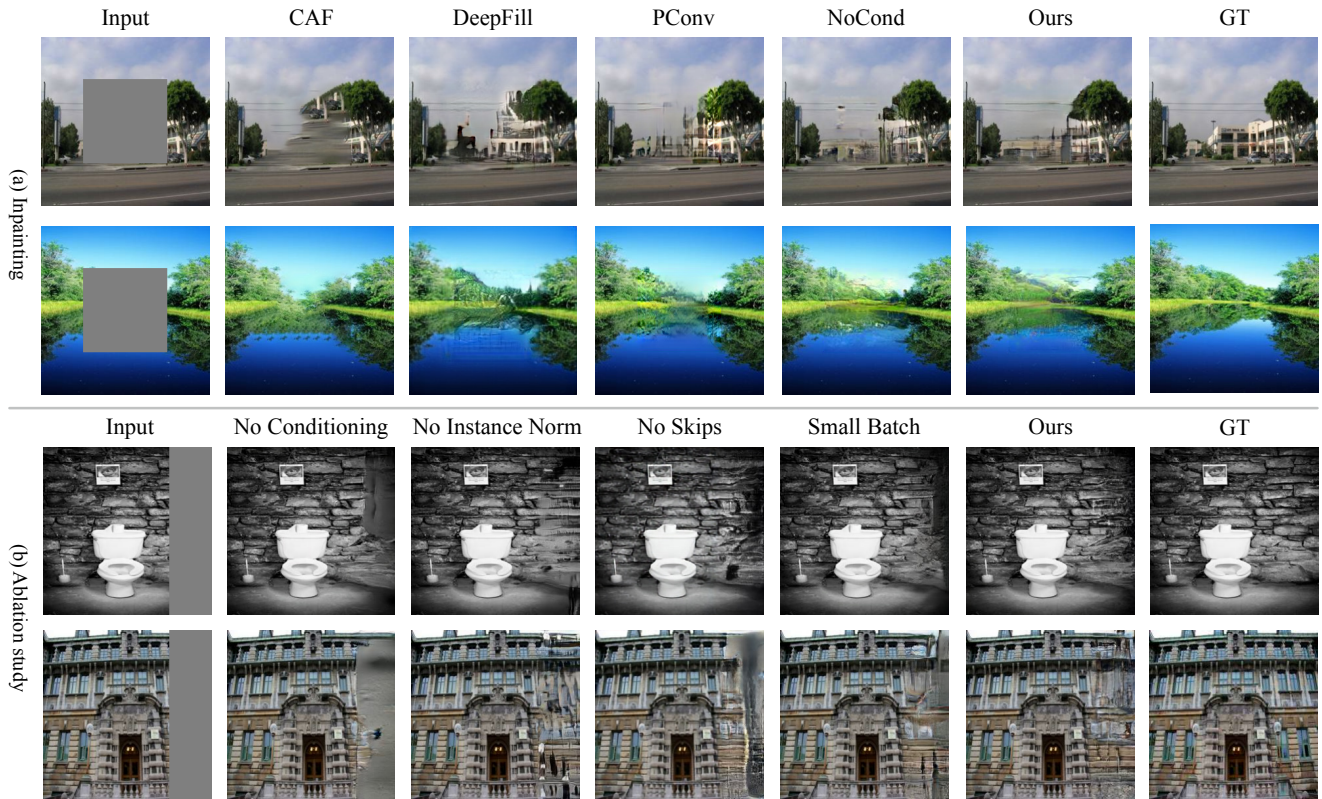 Input CAF DeepFill PConv NoCond Ours GT
(a) Inpainting
Input No Conditioning No Instance Norm No Skips Small Batch Ours GT
(b) Ablation study